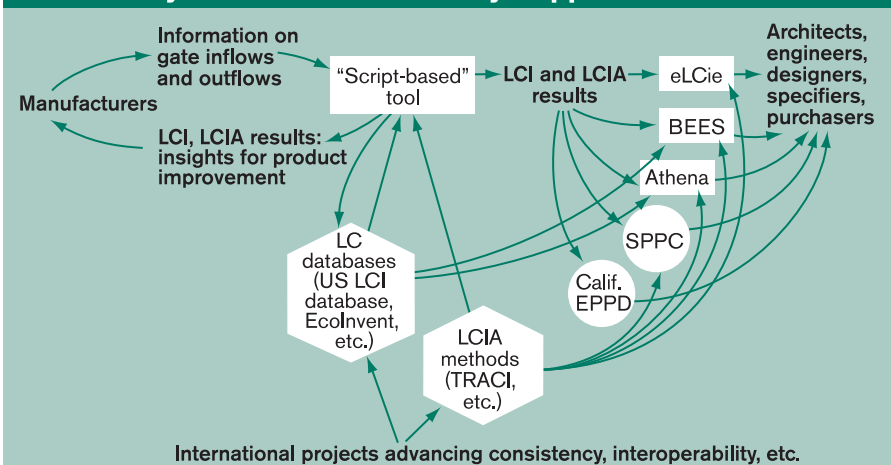 Information on
gate inflows
and outflows
Manufacturers
LCI, LCIA results:
insights for product
improvement
“Script-based”
tool
LCI and LCIA
results
eLCie
BEES
Athena
SPPC
Calif.
EPPD
Architects,
engineers,
designers,
specifiers,
purchasers
LC
databases
(US LCI
database,
EcoInvent,
etc.)
LCIA
methods
(TRACI,
etc.)
International projects advancing consistency, interoperability, etc.